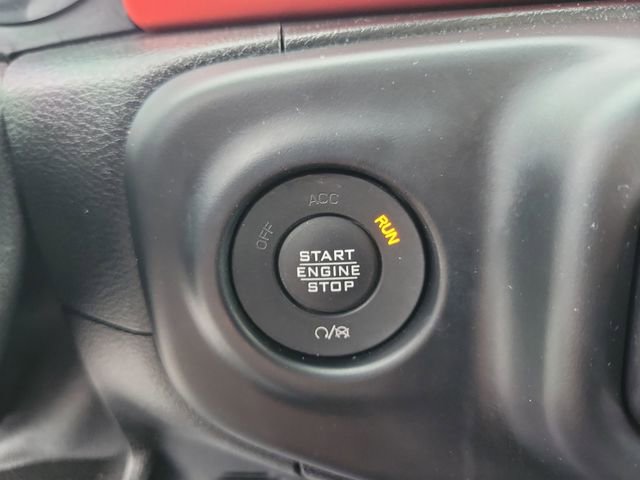 OFF
ACC
RUN
START
ENGINE
STOP